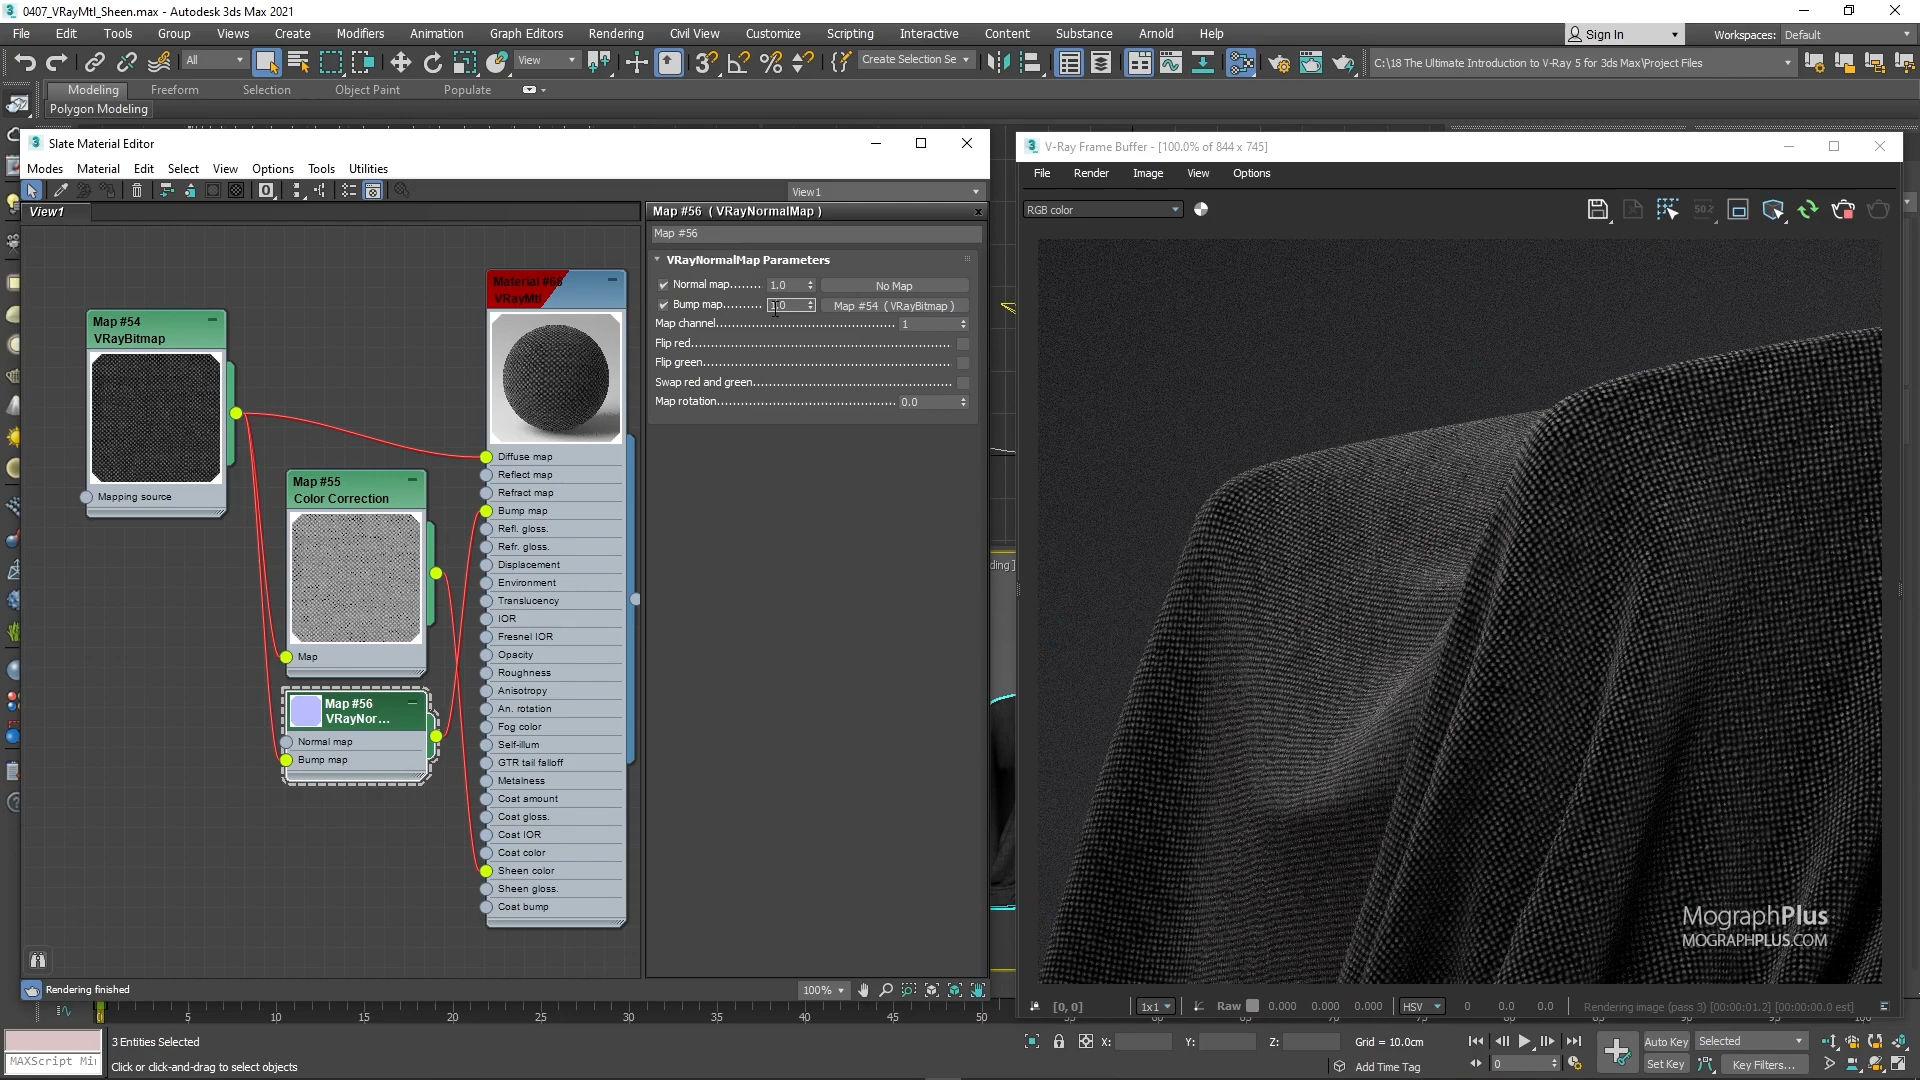 0407_VRayMtl_Sheen.max - Autodesk 3ds Max 2021
File Edit Tools Group Views Create Modifiers Animation Graph Editors Rendering Civil View Customize Scripting Interactive Content Substance Arnold Help Sign In Workspaces: Default
All View Create Selection Se C:\18 The Ultimate Introduction to V-Ray 5 for 3ds Max\Project Files
Modeling Freeform Selection Object Paint Populate
Polygon Modeling
Slate Material Editor
Modes Material Edit Select View Options Tools Utilities
View1
View1
Map #54
VRayBitmap
Mapping source
Map #55
Color Correction
Map
Map #56
VRayNor...
Normal map
Bump map
Material #66
VRayMtl
Diffuse map
Reflect map
Refract map
Bump map
Refl. gloss.
Refr. gloss.
Displacement
Environment
Translucency
IOR
Fresnel IOR
Opacity
Roughness
Anisotropy
An. rotation
Fog color
Self-illum
GTR tail falloff
Metalness
Coat amount
Coat gloss.
Coat IOR
Coat color
Sheen color
Sheen gloss.
Coat bump
Map #56 ( VRayNormalMap )
Map #56
VRayNormalMap Parameters
Normal map....... 1.0 No Map
Bump map.......... Map #54 ( VRayBitmap )
Map channel 1
Flip red
Flip green
Swap red and green
Map rotation 0.0
Rendering finished
100%
V-Ray Frame Buffer - [100.0% of 844 x 745]
File Render Image View Options
RGB color
MographPlus
MOGRAPHPLUS.COM
[0, 0] 1x1 Raw 0.000 0.000 0.000 HSV 0 0.0 0.0 Rendering image (pass 3) [00:00:01.2] [00:00:00.0 est]
ding ]
0 5 10 15 20 25 30 35 40 45 50
3 Entities Selected
MAXScript Mi
Click or click-and-drag to select objects
X: Y: Z: Grid = 10.0cm
Add Time Tag
0
Auto Key Selected
Set Key Key Filters...